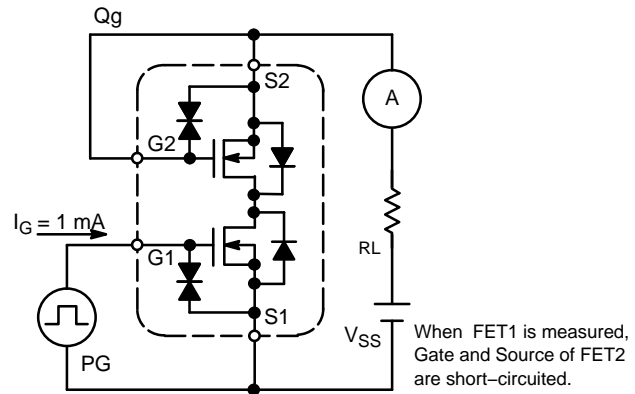 Qg
S2
A
G2
I_G = 1 mA
G1
RL
S1
V_SS
PG
When FET1 is measured,
Gate and Source of FET2
are short–circuited.